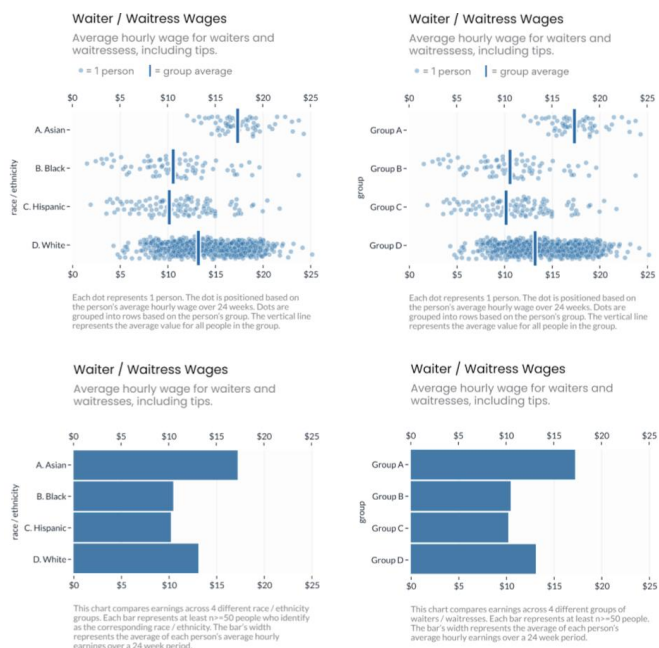 Waiter / Waitress Wages
Average hourly wage for waiters and
waitressess, including tips.
= 1 person = group average
$0 $5 $10 $15 $20 $25
A. Asian
B. Black
C. Hispanic
D. White
race / ethnicity
$0 $5 $10 $15 $20 $25
Each dot represents 1 person. The dot is positioned based on
the person's average hourly wage over 24 weeks. Dots are
grouped into rows based on the person's group. The vertical line
represents the average value for all people in the group.
Waiter / Waitress Wages
Average hourly wage for waiters and
waitressess, including tips.
= 1 person = group average
$0 $5 $10 $15 $20 $25
Group A
Group B
Group C
Group D
group
$0 $5 $10 $15 $20 $25
Each dot represents 1 person. The dot is positioned based on
the person's average hourly wage over 24 weeks. Dots are
grouped into rows based on the person's group. The vertical line
represents the average value for all people in the group.
Waiter / Waitress Wages
Average hourly wage for waiters and
waitresses, including tips.
$0 $5 $10 $15 $20 $25
A. Asian
B. Black
C. Hispanic
D. White
race / ethnicity
$0 $5 $10 $15 $20 $25
This chart compares earnings across 4 different race / ethnicity
groups. Each bar represents at least n>=50 people who identify
as the corresponding race / ethnicity. The bar's width
represents the average of each person's average hourly
earnings over a 24 week period.
Waiter / Waitress Wages
Average hourly wage for waiters and
waitresses, including tips.
$0 $5 $10 $15 $20 $25
Group A
Group B
Group C
Group D
group
$0 $5 $10 $15 $20 $25
This chart compares earnings across 4 different groups of
waiters / waitresses. Each bar represents at least n>=50 people.
The bar's width represents the average of each person's
average hourly earnings over a 24 week period.